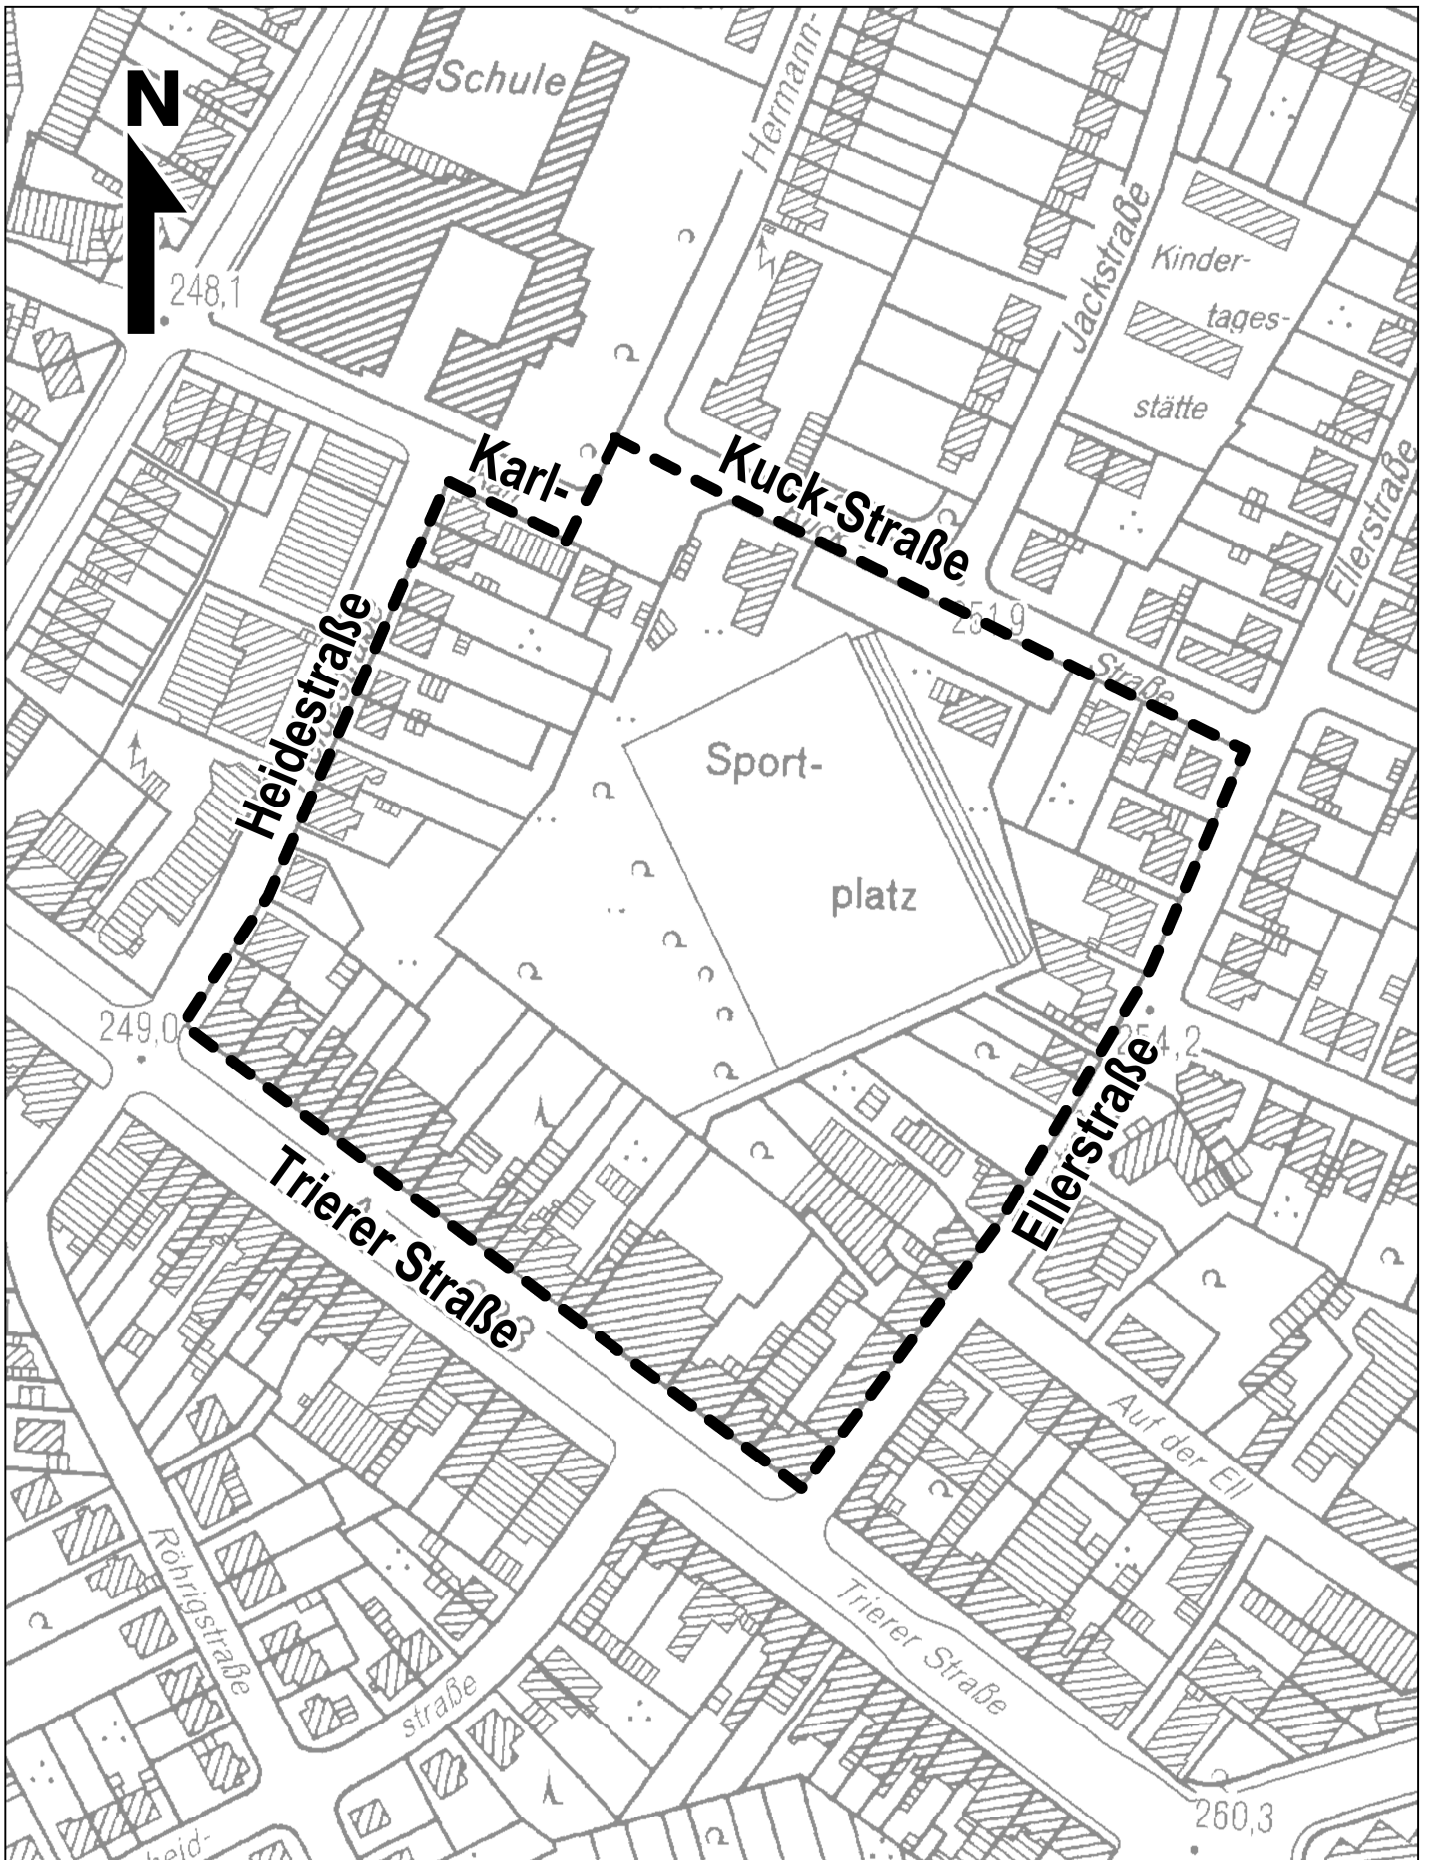 N
Schule
Hermann-
248,1
Jackstraße
Kinder-
tages-
stätte
Karl-
Kuck-Straße
Ellerstraße
251,9
Straße
Heidestraße
Sport-
platz
249,0
254,2
Ellerstraße
Trierer Straße
Auf der Ell
Röhrigstraße
Trierer Straße
straße
260,3
heid-